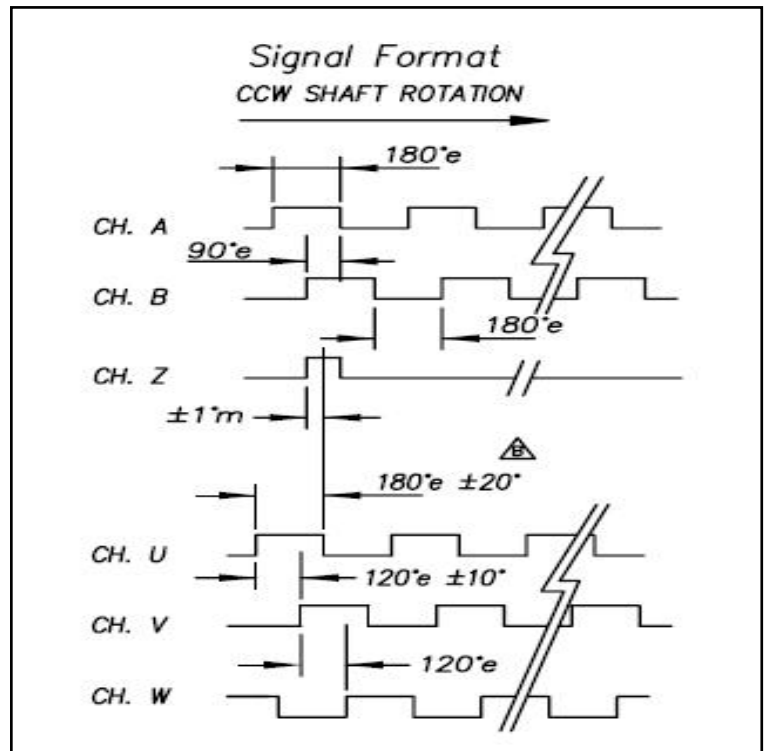 Signal Format
CCW SHAFT ROTATION
180°e
CH. A
90°e
CH. B
180°e
CH. Z
±1°m
B
180°e ±20°
CH. U
120°e ±10°
CH. V
120°e
CH. W